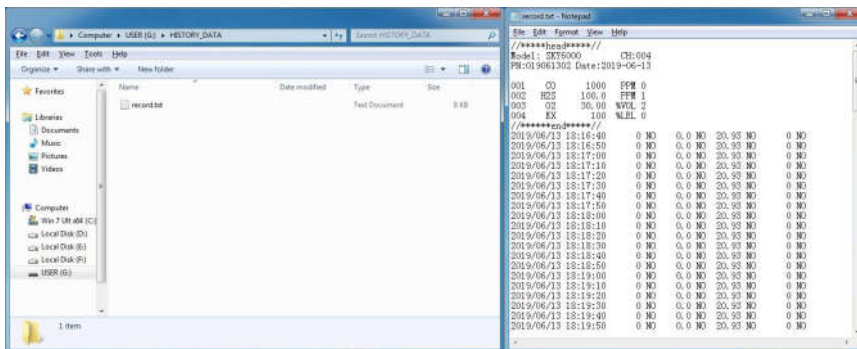 Computer ▸ USER (G:) ▸ HISTORY_DATA
Search HISTORY_DATA
File Edit View Tools Help
Organize Share with New folder
Name Date modified Type Size
record.txt Text Document 8 KB
Favorites
Libraries
Documents
Music
Pictures
Videos
Computer
Win 7 Ult x64 (C:)
Local Disk (D:)
Local Disk (E:)
Local Disk (F:)
USER (G:)
1 item
record.txt - Notepad
File Edit Format View Help
//*****head*****//
Model: SKY6000 CH:004
PN:019061302 Date:2019-06-13
001 CO 1000 PPM 0
002 H2S 100.0 PPM 1
003 O2 30.00 %VOL 2
004 EX 100 %LEL 0
//******end*****//
2019/06/13 18:16:40 0 NO 0.0 NO 20.93 NO 0 NO
2019/06/13 18:16:50 0 NO 0.0 NO 20.93 NO 0 NO
2019/06/13 18:17:00 0 NO 0.0 NO 20.93 NO 0 NO
2019/06/13 18:17:10 0 NO 0.0 NO 20.93 NO 0 NO
2019/06/13 18:17:20 0 NO 0.0 NO 20.93 NO 0 NO
2019/06/13 18:17:30 0 NO 0.0 NO 20.93 NO 0 NO
2019/06/13 18:17:40 0 NO 0.0 NO 20.93 NO 0 NO
2019/06/13 18:17:50 0 NO 0.0 NO 20.93 NO 0 NO
2019/06/13 18:18:00 0 NO 0.0 NO 20.93 NO 0 NO
2019/06/13 18:18:10 0 NO 0.0 NO 20.93 NO 0 NO
2019/06/13 18:18:20 0 NO 0.0 NO 20.93 NO 0 NO
2019/06/13 18:18:30 0 NO 0.0 NO 20.93 NO 0 NO
2019/06/13 18:18:40 0 NO 0.0 NO 20.93 NO 0 NO
2019/06/13 18:18:50 0 NO 0.0 NO 20.93 NO 0 NO
2019/06/13 18:19:00 0 NO 0.0 NO 20.93 NO 0 NO
2019/06/13 18:19:10 0 NO 0.0 NO 20.93 NO 0 NO
2019/06/13 18:19:20 0 NO 0.0 NO 20.93 NO 0 NO
2019/06/13 18:19:30 0 NO 0.0 NO 20.93 NO 0 NO
2019/06/13 18:19:40 0 NO 0.0 NO 20.93 NO 0 NO
2019/06/13 18:19:50 0 NO 0.0 NO 20.93 NO 0 NO